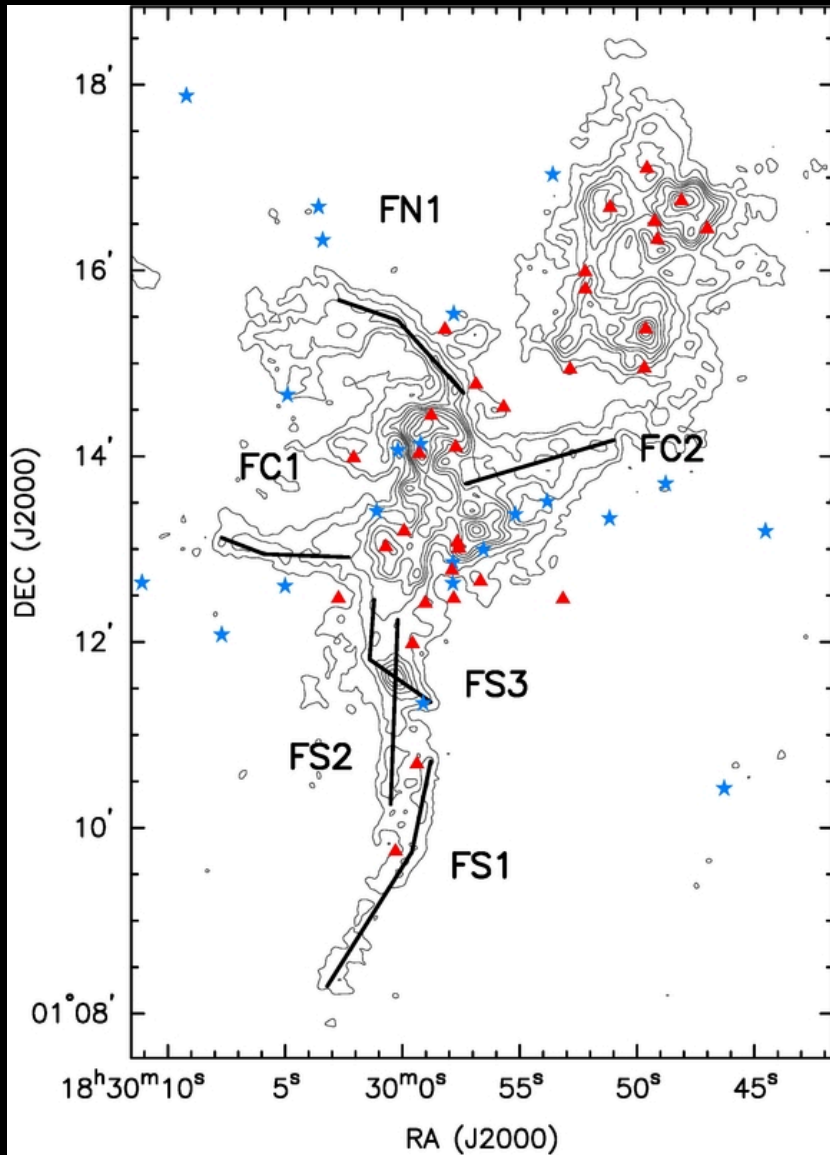 18′
FN1
16′
14′
FC1
FC2
DEC (J2000)
12′
FS3
FS2
10′
FS1
01°08′
18ʰ30ᵐ10ˢ 5ˢ 30ᵐ0ˢ 55ˢ 50ˢ 45ˢ
RA (J2000)